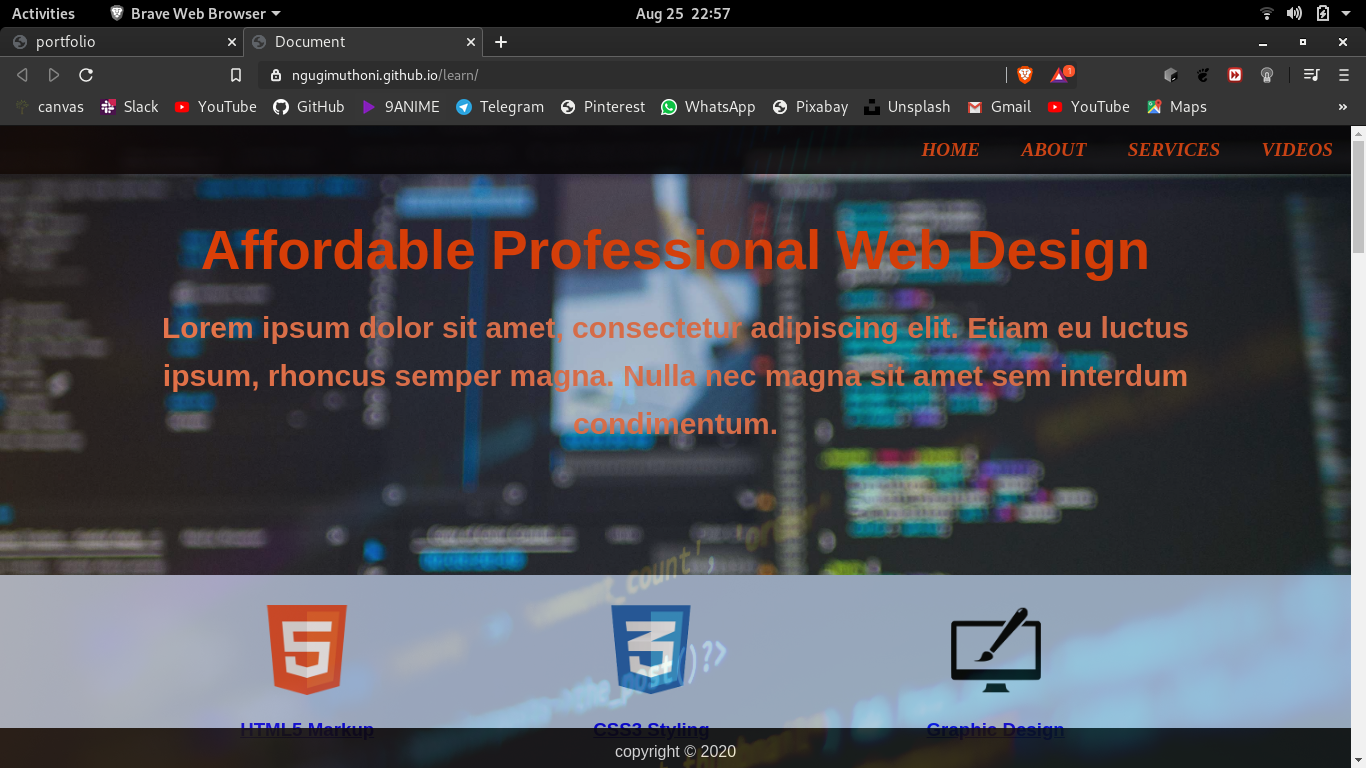 Activities Brave Web Browser Aug 25 22:57
portfolio Document
ngugimuthoni.github.io/learn/ 1
canvas Slack YouTube GitHub 9ANIME Telegram Pinterest WhatsApp Pixabay Unsplash Gmail YouTube Maps »
HOME ABOUT SERVICES VIDEOS
Affordable Professional Web Design
Lorem ipsum dolor sit amet, consectetur adipiscing elit. Etiam eu luctus
ipsum, rhoncus semper magna. Nulla nec magna sit amet sem interdum
condimentum.
HTML5 Markup CSS3 Styling Graphic Design
copyright © 2020